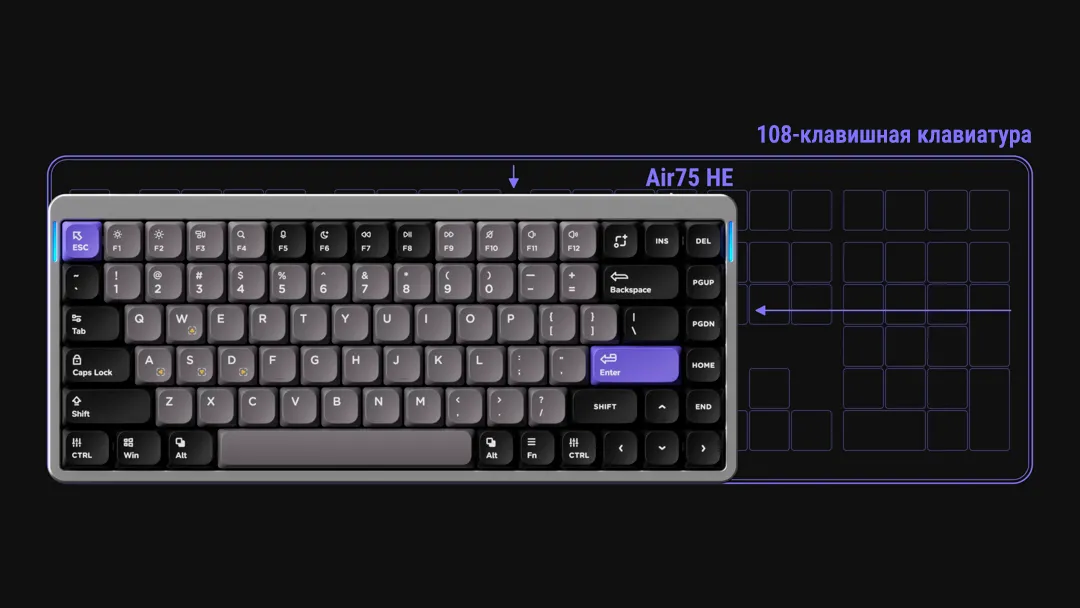 108-клавишная клавиатура
Air75 HE
ESC F1 F2 F3 F4 F5 F6 F7 F8 F9 F10 F11 F12 INS DEL
~ ! @ # $ % ^ & * ( ) — +
` 1 2 3 4 5 6 7 8 9 0 - = Backspace PGUP
Tab Q W E R T Y U I O P { [ } ] | \ PGDN
Caps Lock A S D F G H J K L : ; " ' Enter HOME
Shift Z X C V B N M < , > . ? / SHIFT END
CTRL Win Alt Alt Fn CTRL